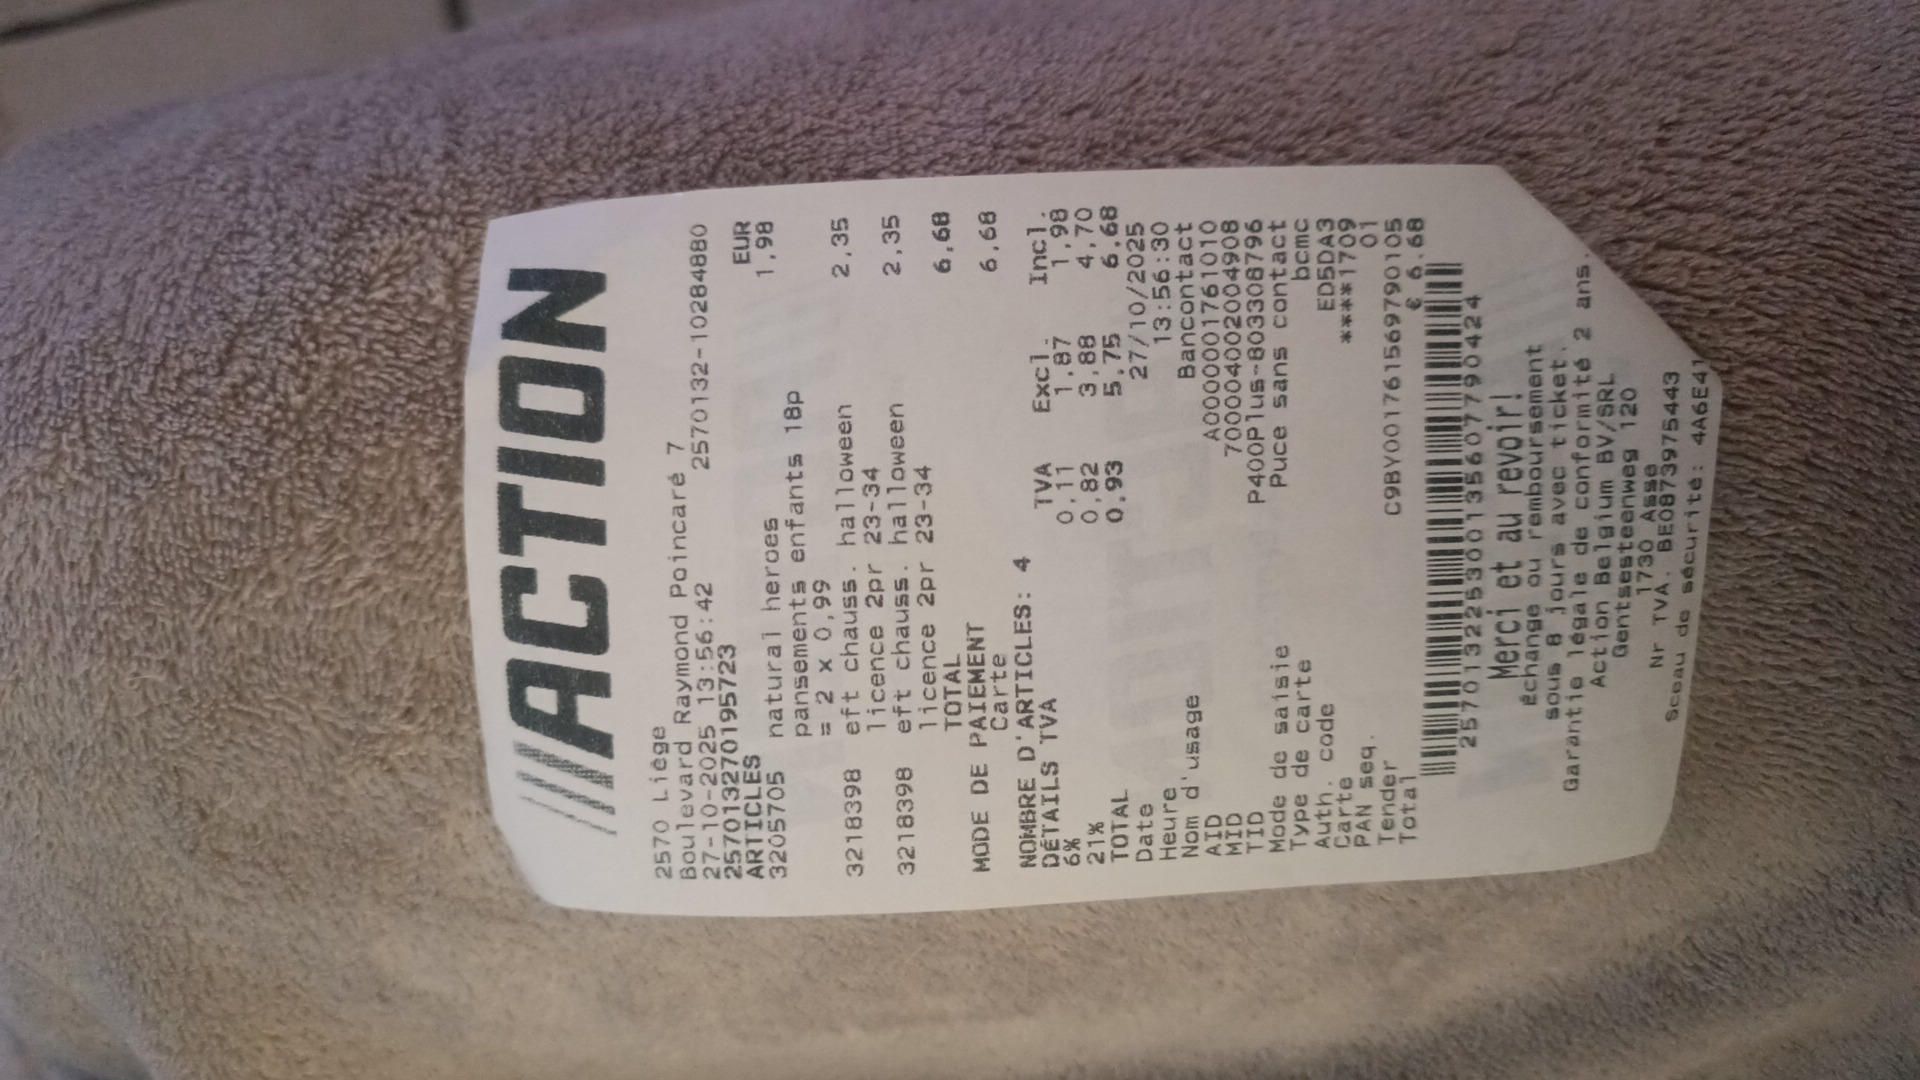 ACTION
2570 Liége
Boulevard Raymond Poincaré 7
27-10-2025 13:56:42 2570132-10284880
2570132701957​23
ARTICLES EUR
3205705 natural heroes 1,98
pansements enfants 18p
= 2 x 0,99
3218398 eft chauss. halloween 2,35
licence 2pr 23-34
3218398 eft chauss. halloween 2,35
licence 2pr 23-34
TOTAL 6,68
MODE DE PAIEMENT
Carte 6,68
NOMBRE D'ARTICLES: 4
DÉTAILS TVA TVA Excl. Incl.
6% 0,11 1,87 1,98
21% 0,82 3,88 4,70
TOTAL 0,93 5,75 6,68
Date 27/10/2025
Heure 13:56:30
Nom d'usage Bancontact
AID A0000001761010
MID 700004002004908
TID P400Plus-803308796
Mode de saisie Puce sans contact
Type de carte bcmc
Auth. code ED5DA3
Carte ****1709
PAN seq. 01
Tender C9BY001761569790105
Total € 6.68
257013225300135607790424
Merci et au revoir!
échange ou remboursement
sous 8 jours avec ticket.
Garantie légale de conformité 2 ans.
Action Belgium BV/SRL
Gentsesteenweg 120
1730 Asse
Nr TVA. BE0873975443
Sceau de sécurité: 4A6E41